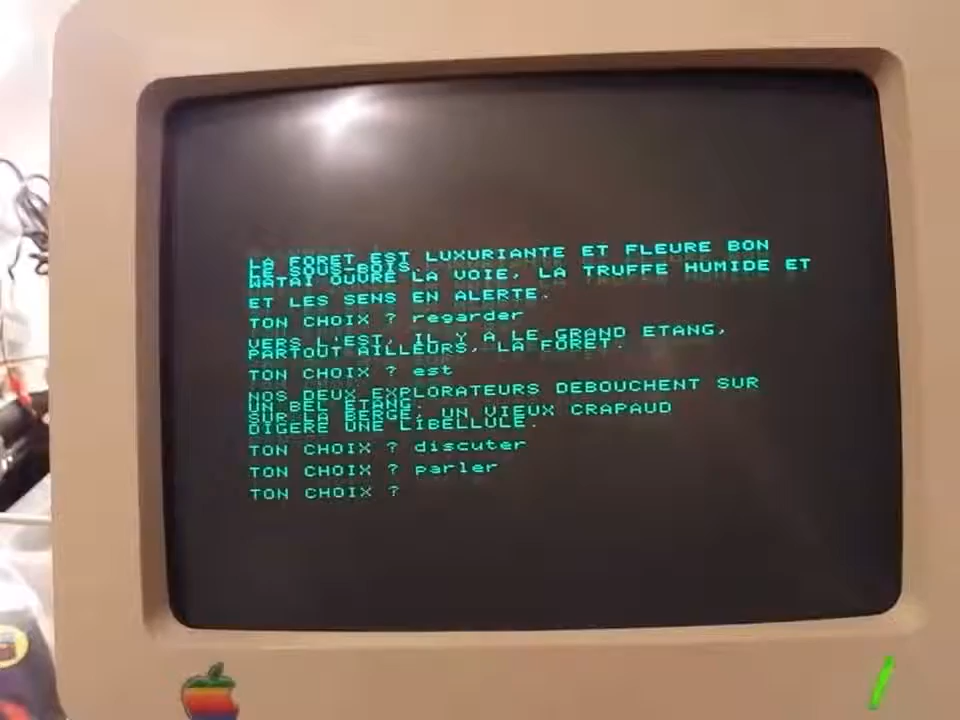 LA FORET EST LUXURIANTE ET FLEURE BON
LE SOUS-BOIS.
WATAI OUVRE LA VOIE, LA TRUFFE HUMIDE ET
ET LES SENS EN ALERTE.
TON CHOIX ? regarder
VERS L'EST, IL Y A LE GRAND ETANG,
PARTOUT AILLEURS, LA FORET.
TON CHOIX ? est
NOS DEUX EXPLORATEURS DEBOUCHENT SUR
UN BEL ETANG.
SUR LA BERGE, UN VIEUX CRAPAUD
DIGERE UNE LIBELLULE.
TON CHOIX ? discuter
TON CHOIX ? parler
TON CHOIX ?